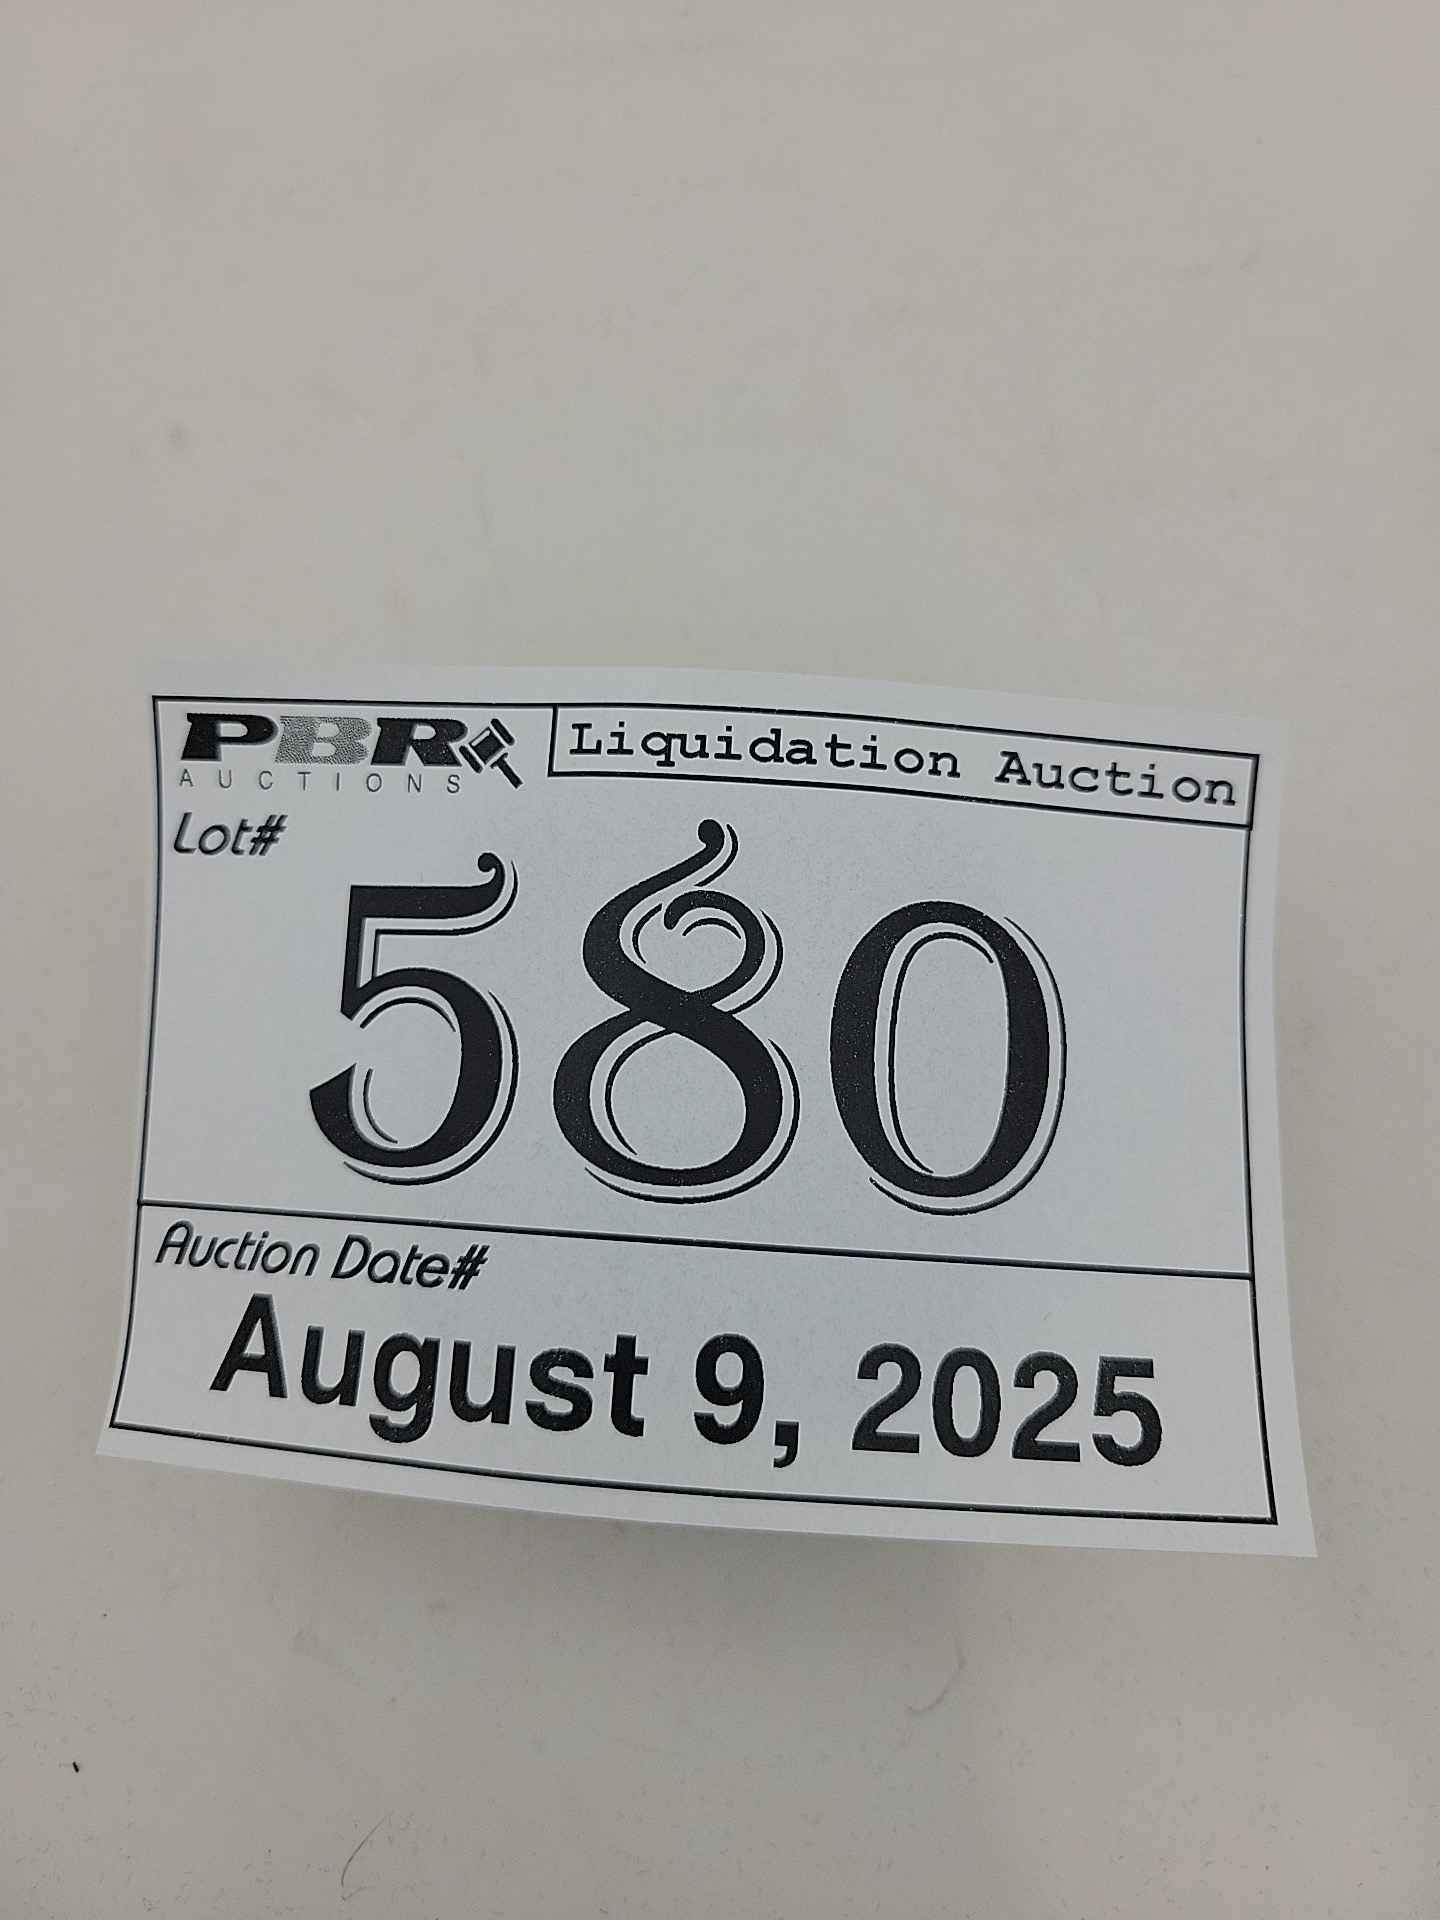 PBR
AUCTIONS
Liquidation Auction
Lot#
580
Auction Date#
August 9, 2025